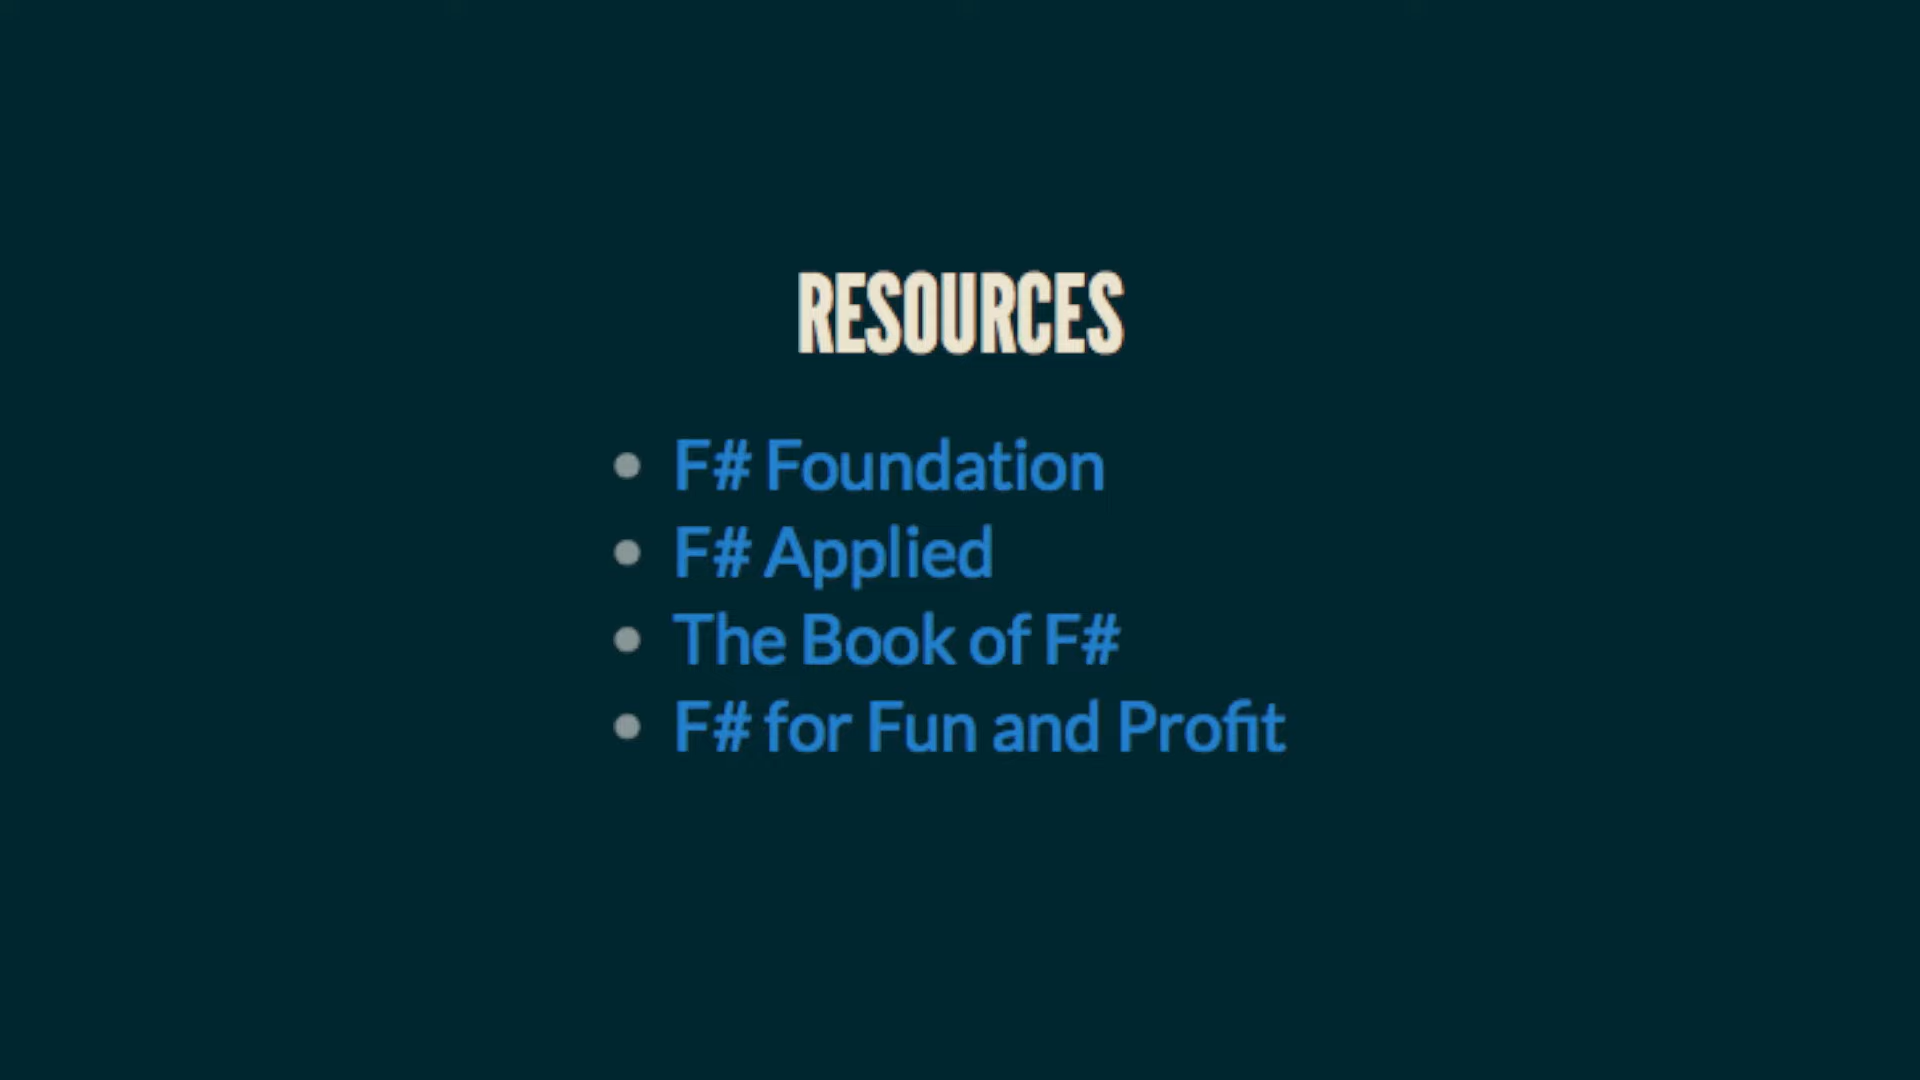 RESOURCES
F# Foundation
F# Applied
The Book of F#
F# for Fun and Profit